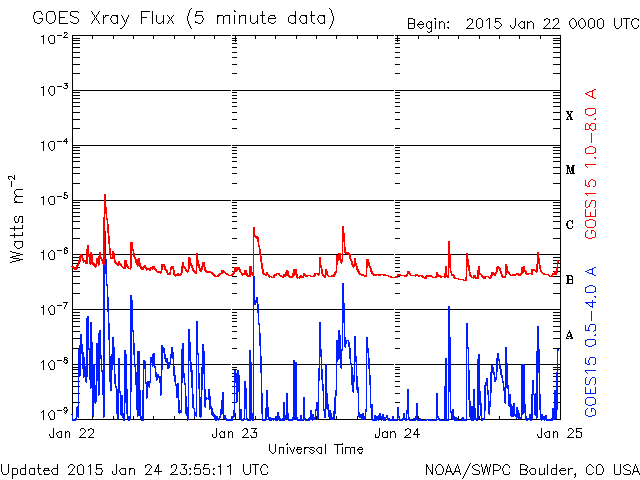 GOES Xray Flux (5 minute data)
Begin: 2015 Jan 22 0000 UTC
10-2
10-3
10-4
10-5
10-6
10-7
10-8
10-9
Watts m-2
X
M
C
B
A
GOES15 1.0-8.0 A
GOES15 0.5-4.0 A
Jan 22 Jan 23 Jan 24 Jan 25
Universal Time
Updated 2015 Jan 24 23:55:11 UTC
NOAA/SWPC Boulder, CO USA